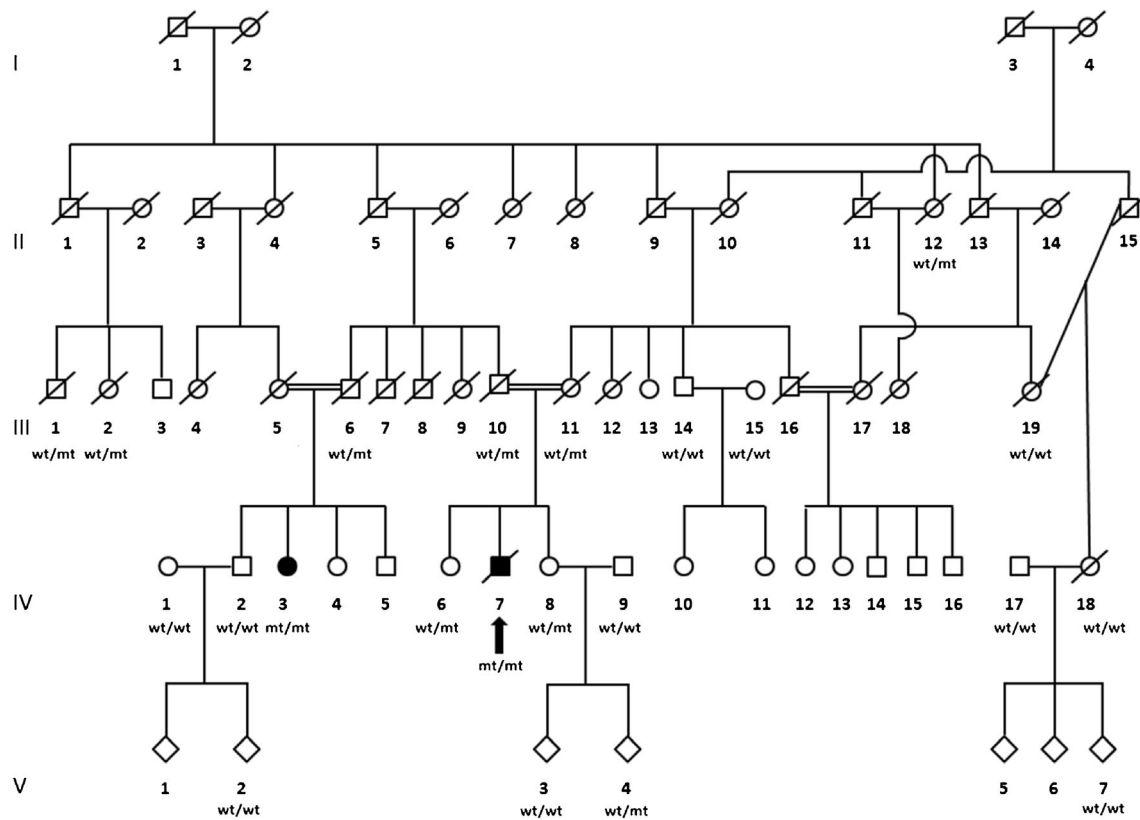 1 2 3 4
I
1 2 3 4 5 6 7 8 9 10 11 12 13 14 15
II
wt/mt
1 2 3 4 5 6 7 8 9 10 11 12 13 14 15 16 17 18 19
III
wt/mt wt/mt wt/mt wt/mt wt/mt wt/wt wt/wt wt/wt
IV
1 2 3 4 5 6 7 8 9 10 11 12 13 14 15 16 17 18
wt/wt wt/wt mt/mt wt/mt wt/mt wt/wt wt/wt wt/wt
mt/mt
V
1 2 3 4 5 6 7
wt/wt wt/wt wt/mt wt/wt